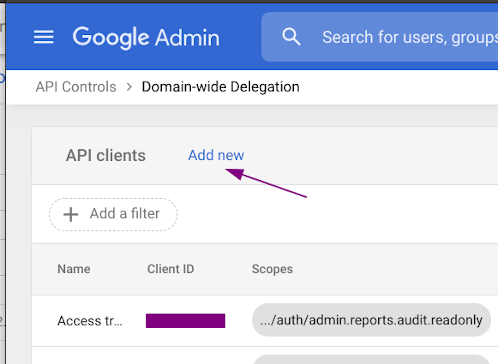 Google Admin
Search for users, groups
API Controls > Domain-wide Delegation
API clients
Add new
Add a filter
Name Client ID Scopes
Access tr... .../auth/admin.reports.audit.readonly